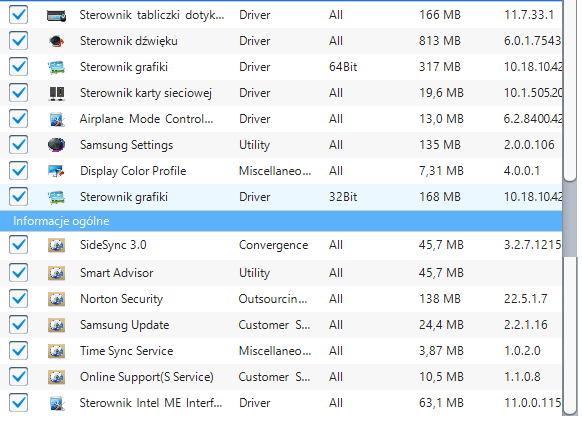 Sterownik tabliczki dotyk... Driver All 166 MB 11.7.33.1
Sterownik dźwięku Driver All 813 MB 6.0.1.7543
Sterownik grafiki Driver 64Bit 317 MB 10.18.10.42
Sterownik karty sieciowej Driver All 19,6 MB 10.1.505.20
Airplane Mode Control... Driver All 13,0 MB 6.2.8400.42
Samsung Settings Utility All 135 MB 2.0.0.106
Display Color Profile Miscellaneo... All 7,31 MB 4.0.0.1
Sterownik grafiki Driver 32Bit 168 MB 10.18.10.42
Informacje ogólne
SideSync 3.0 Convergence All 45,7 MB 3.2.7.1215
Smart Advisor Utility All 45,7 MB
Norton Security Outsourcin... All 138 MB 22.5.1.7
Samsung Update Customer S... All 24,4 MB 2.2.1.16
Time Sync Service Miscellaneo... All 3,87 MB 1.0.2.0
Online Support(S Service) Customer S... All 10,5 MB 1.1.0.8
Sterownik Intel ME Interf... Driver All 63,1 MB 11.0.0.115